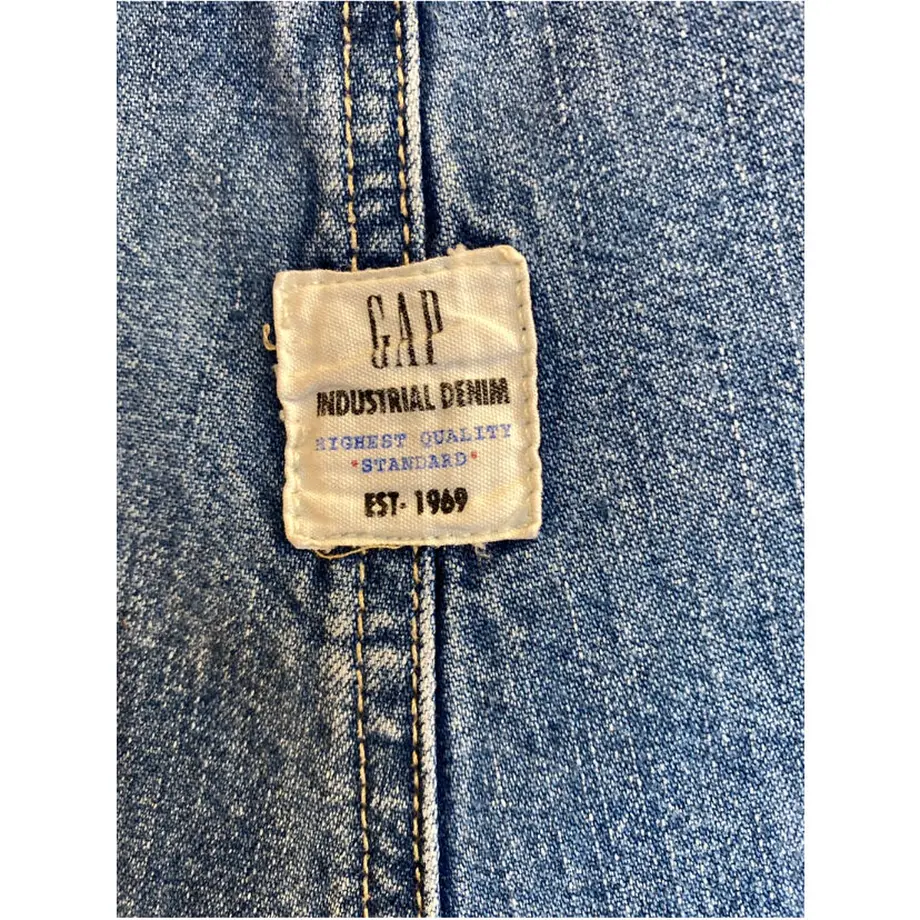 GAP
INDUSTRIAL DENIM
HIGHEST QUALITY
*STANDARD*
EST- 1969